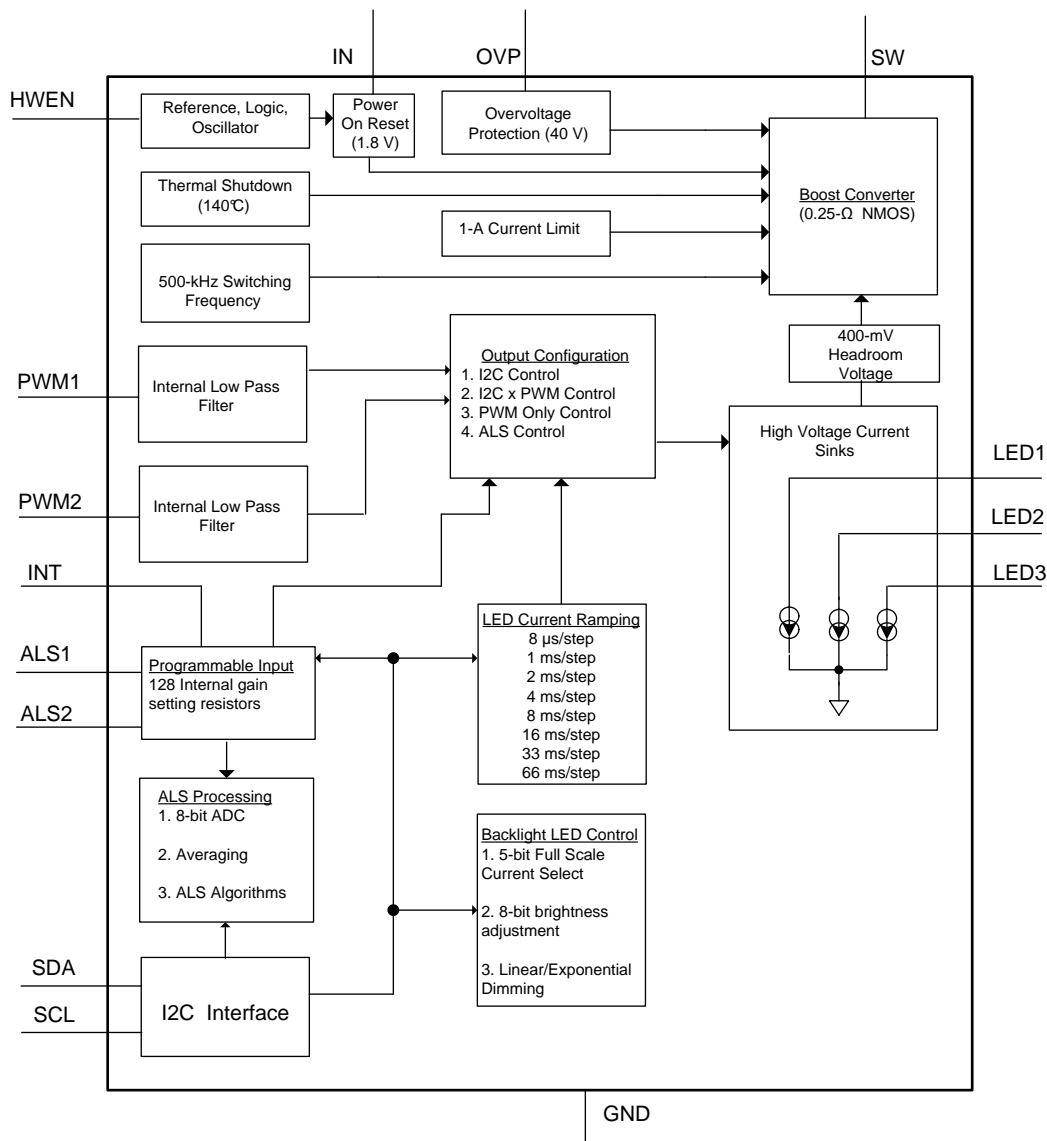 IN
OVP
SW
HWEN
Reference, Logic,
Oscillator
Power
On Reset
(1.8 V)
Overvoltage
Protection (40 V)
Thermal Shutdown
(140℃)
1-A Current Limit
Boost Converter
(0.25-Ω NMOS)
500-kHz Switching
Frequency
400-mV
Headroom
Voltage
PWM1
Internal Low Pass
Filter
Output Configuration
1. I2C Control
2. I2C x PWM Control
3. PWM Only Control
4. ALS Control
High Voltage Current
Sinks
LED1
LED2
LED3
PWM2
Internal Low Pass
Filter
INT
ALS1
ALS2
Programmable Input
128 Internal gain
setting resistors
LED Current Ramping
8 μs/step
1 ms/step
2 ms/step
4 ms/step
8 ms/step
16 ms/step
33 ms/step
66 ms/step
ALS Processing
1. 8-bit ADC
2. Averaging
3. ALS Algorithms
Backlight LED Control
1. 5-bit Full Scale
Current Select
2. 8-bit brightness
adjustment
3. Linear/Exponential
Dimming
SDA
SCL
I2C Interface
GND